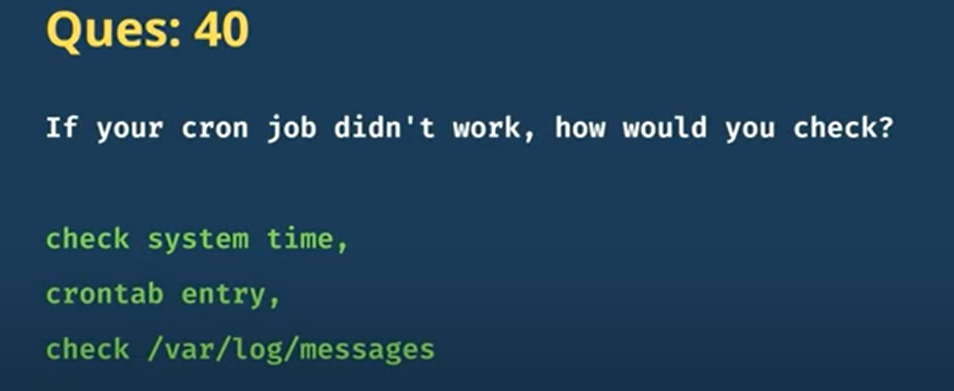 Ques: 40
If your cron job didn't work, how would you check?
check system time,
crontab entry,
check /var/log/messages